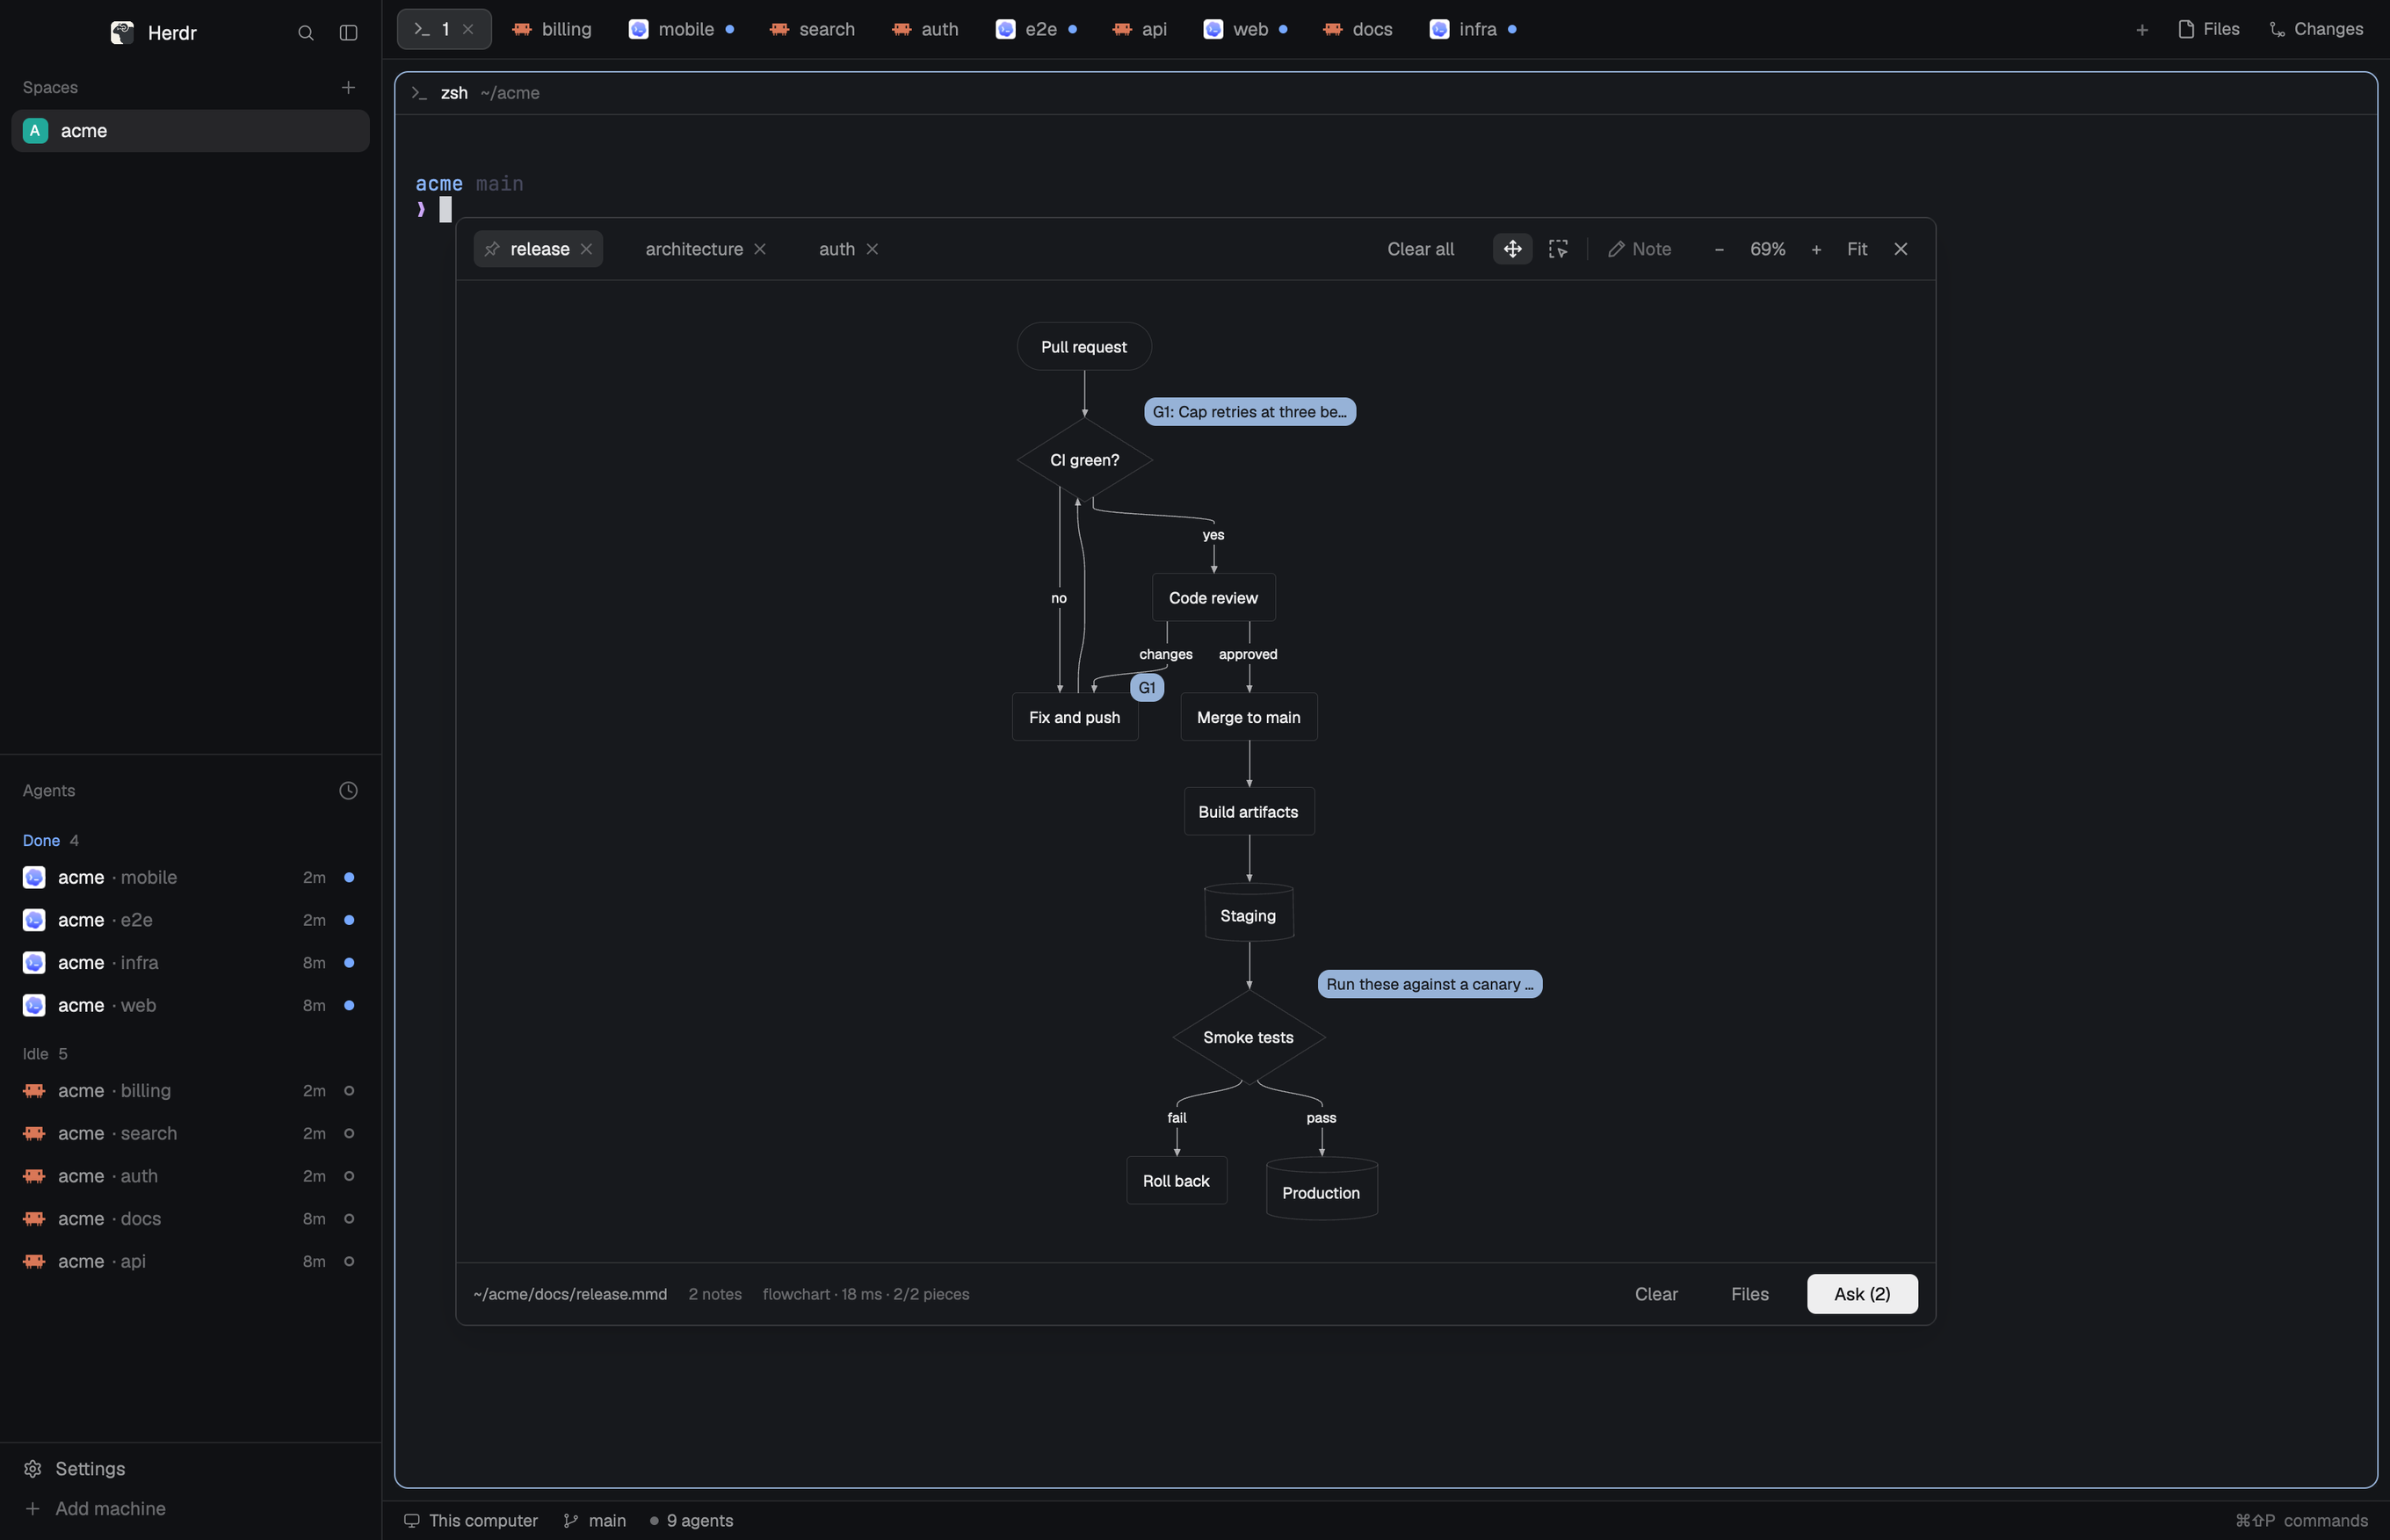 Herdr
Spaces
A acme
Agents
Done 4
acme · mobile 2m
acme · e2e 2m
acme · infra 8m
acme · web 8m
Idle 5
acme · billing 2m
acme · search 2m
acme · auth 2m
acme · docs 8m
acme · api 8m
Settings
+ Add machine
1 × billing mobile search auth e2e api web docs infra + Files Changes
zsh ~/acme
acme main
❯
release × architecture × auth × Clear all Note − 69% + Fit ×
Pull request
G1: Cap retries at three be…
CI green?
yes
no
Code review
changes approved
G1
Fix and push Merge to main
Build artifacts
Staging
Run these against a canary …
Smoke tests
fail pass
Roll back Production
~/acme/docs/release.mmd 2 notes flowchart · 18 ms · 2/2 pieces Clear Files Ask (2)
This computer main 9 agents ⌘⇧P commands